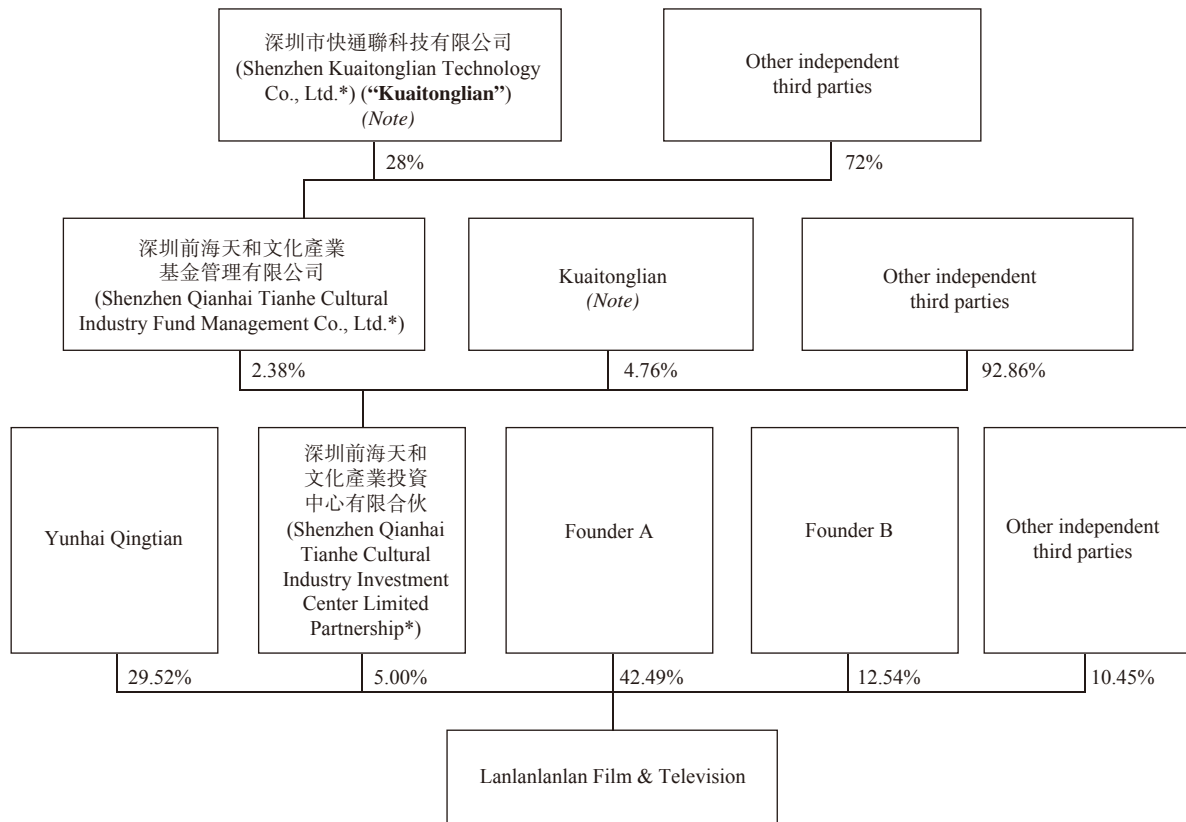 深圳市快通聯科技有限公司
(Shenzhen Kuaitonglian Technology
Co., Ltd.*) (“Kuaitonglian”)
(Note)
Other independent
third parties
28%
72%
深圳前海天和文化產業
基金管理有限公司
(Shenzhen Qianhai Tianhe Cultural
Industry Fund Management Co., Ltd.*)
Kuaitonglian
(Note)
Other independent
third parties
2.38%
4.76%
92.86%
Yunhai Qingtian
深圳前海天和
文化產業投資
中心有限合伙
(Shenzhen Qianhai
Tianhe Cultural
Industry Investment
Center Limited
Partnership*)
Founder A
Founder B
Other independent
third parties
29.52%
5.00%
42.49%
12.54%
10.45%
Lanlanlanlan Film & Television